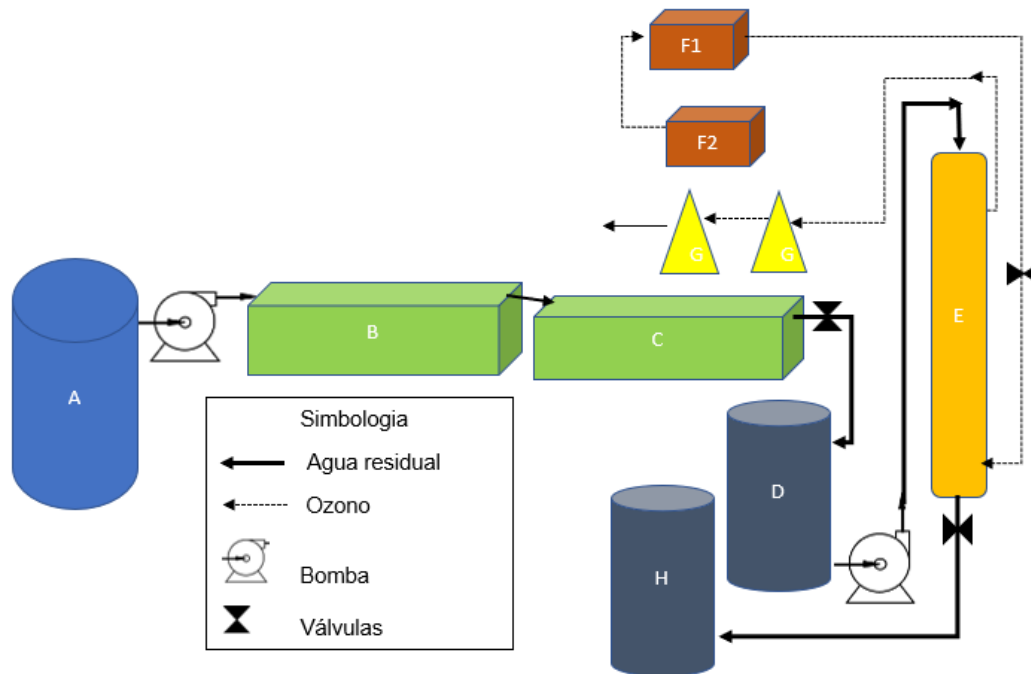 F1
F2
G
G
E
B
C
A
Simbologia
Agua residual
Ozono
Bomba
Válvulas
D
H